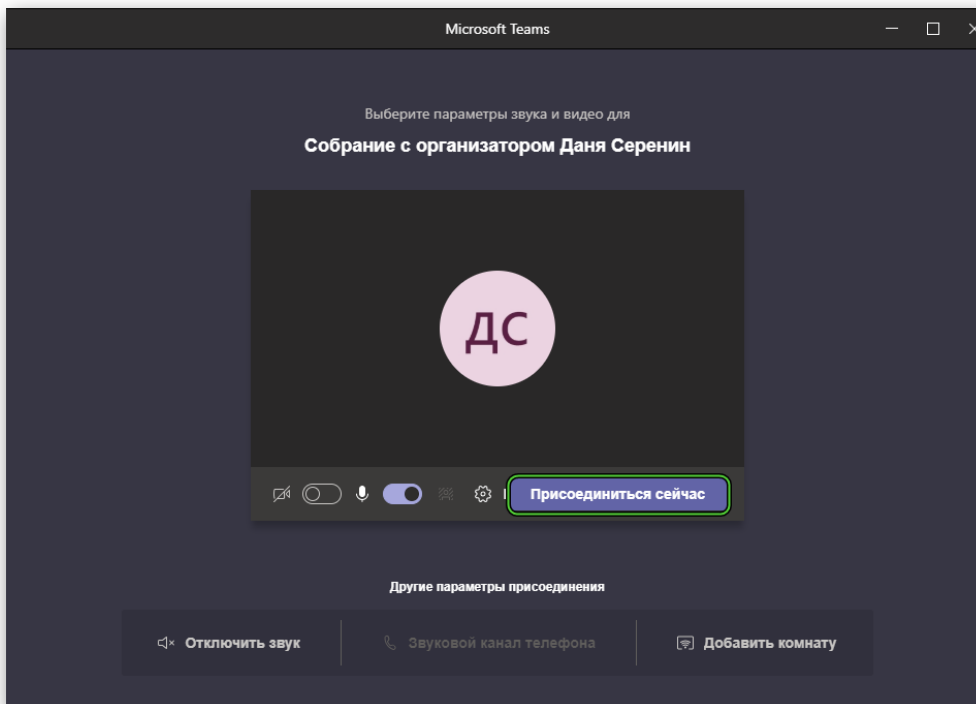 Microsoft Teams
Выберите параметры звука и видео для
Собрание с организатором Даня Серенин
ДС
Присоединиться сейчас
Другие параметры присоединения
Отключить звук
Звуковой канал телефона
Добавить комнату